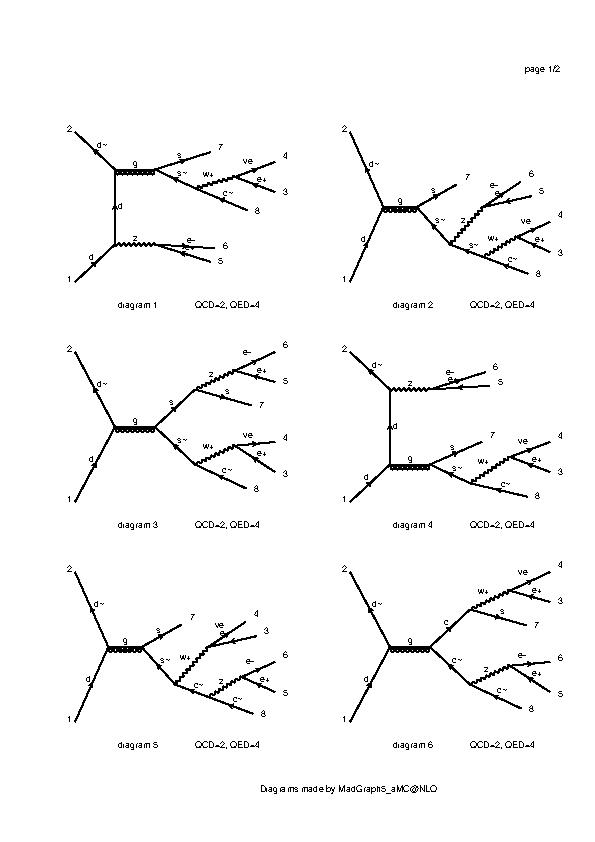 page 1/2
2
d~
g
s
7
s~
w+
ve
4
e+
3
c~
8
d
z
e-
6
5
d
1
diagram 1 QCD=2, QED=4
2
d~
g
s
7
s~
z
e-
6
5
e+
s~
w+
ve
4
e+
3
c~
8
d
1
diagram 2 QCD=2, QED=4
2
d~
g
s
z
e-
6
e+
5
s
7
s~
w+
ve
4
e+
3
c~
8
d
1
diagram 3 QCD=2, QED=4
2
d~
z
e-
6
e+
5
d
g
s
7
s~
w+
ve
4
e+
3
c~
8
d
1
diagram 4 QCD=2, QED=4
2
d~
g
s
7
s~
w+
ve
4
3
c~
z
e-
6
e+
5
c~
8
d
1
diagram 5 QCD=2, QED=4
2
d~
g
c
w+
ve
4
e+
3
s
7
c~
z
e-
6
e+
5
c~
8
d
1
diagram 6 QCD=2, QED=4
Diagrams made by MadGraph5_aMC@NLO